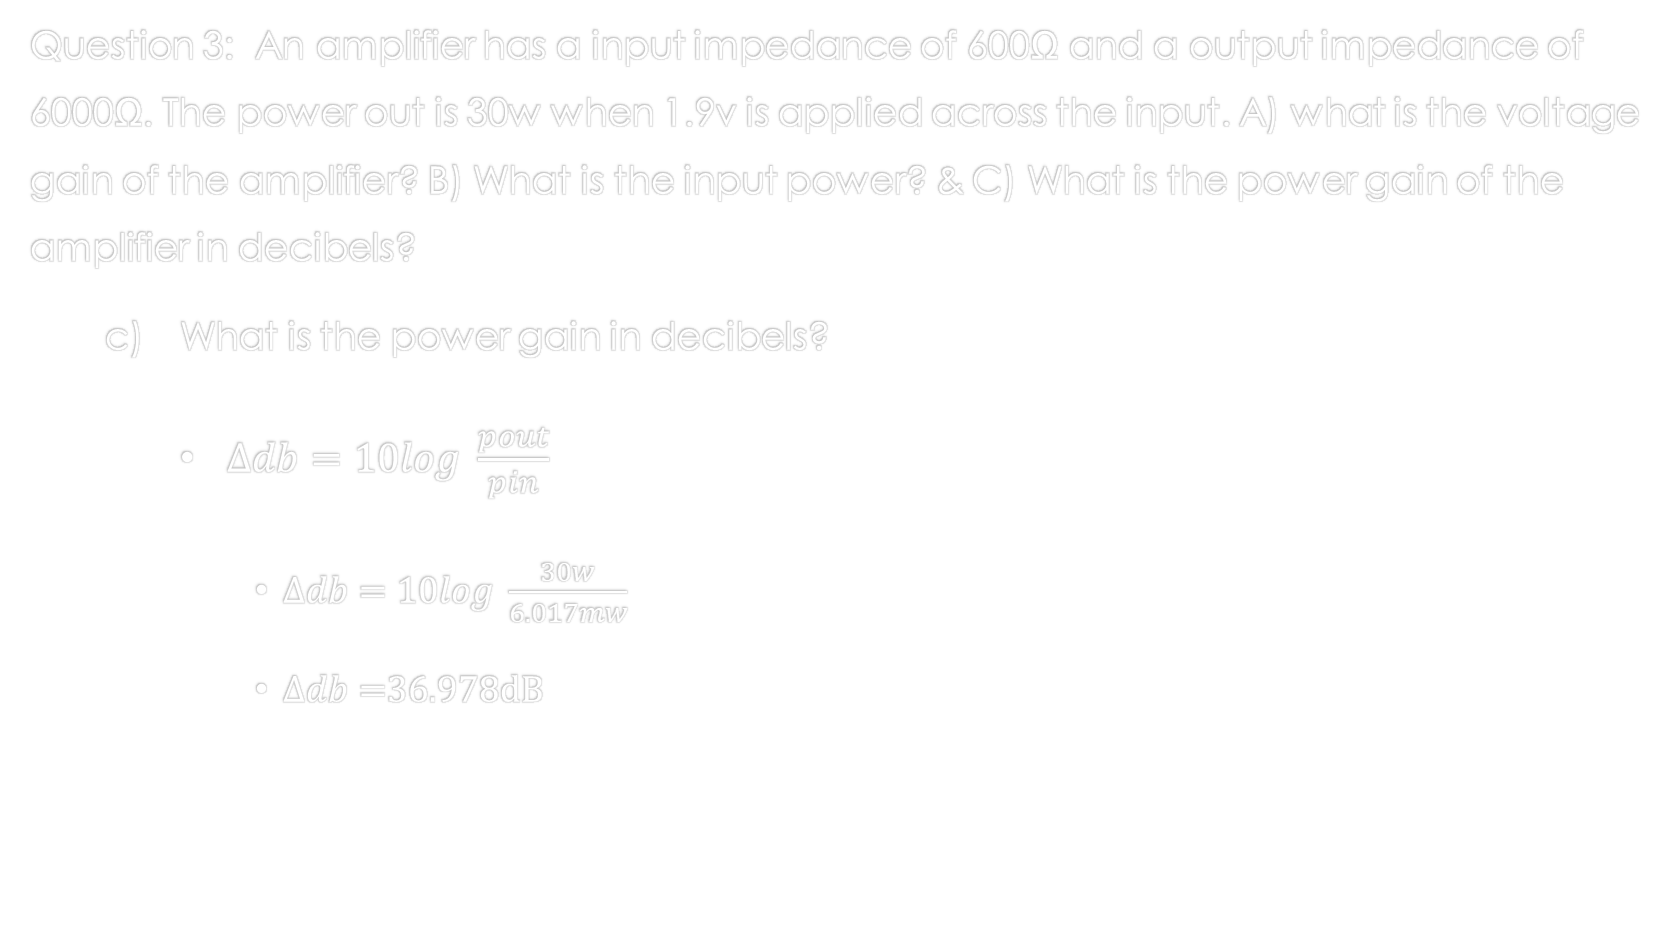 Question 3: An amplifier has a input impedance of 600Ω and a output impedance of
6000Ω. The power out is 30w when 1.9v is applied across the input. A) what is the voltage
gain of the amplifier? B) What is the input power? & C) What is the power gain of the
amplifier in decibels?
c) What is the power gain in decibels?
• Δdb = 10log pout/pin
• Δdb = 10log 30w/6.017mw
• Δdb =36.978dB